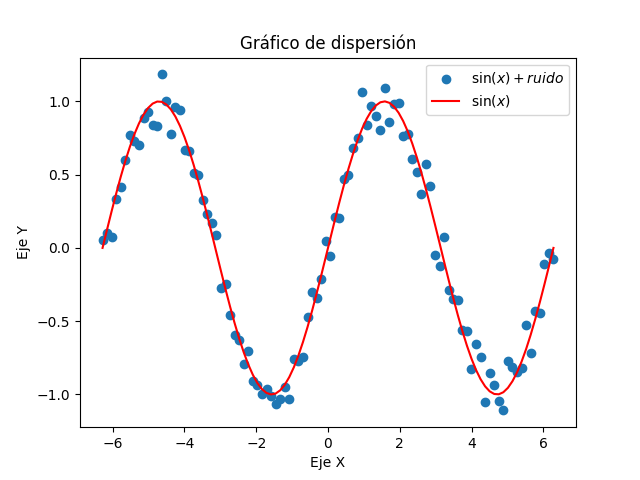 Gráfico de dispersión
sin(x) + ruido
sin(x)
1.0
0.5
0.0
−0.5
−1.0
Eje Y
−6
−4
−2
0
2
4
6
Eje X